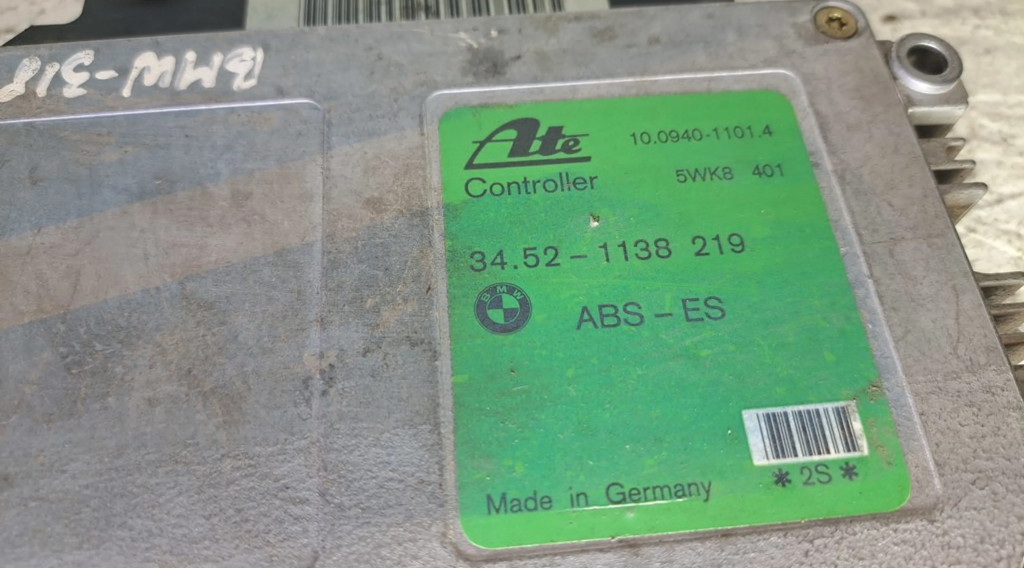 BMW-318
Ate
10.0940-1101.4
Controller
5WK8 401
34.52-1138 219
BMW
ABS-ES
*2S*
Made in Germany